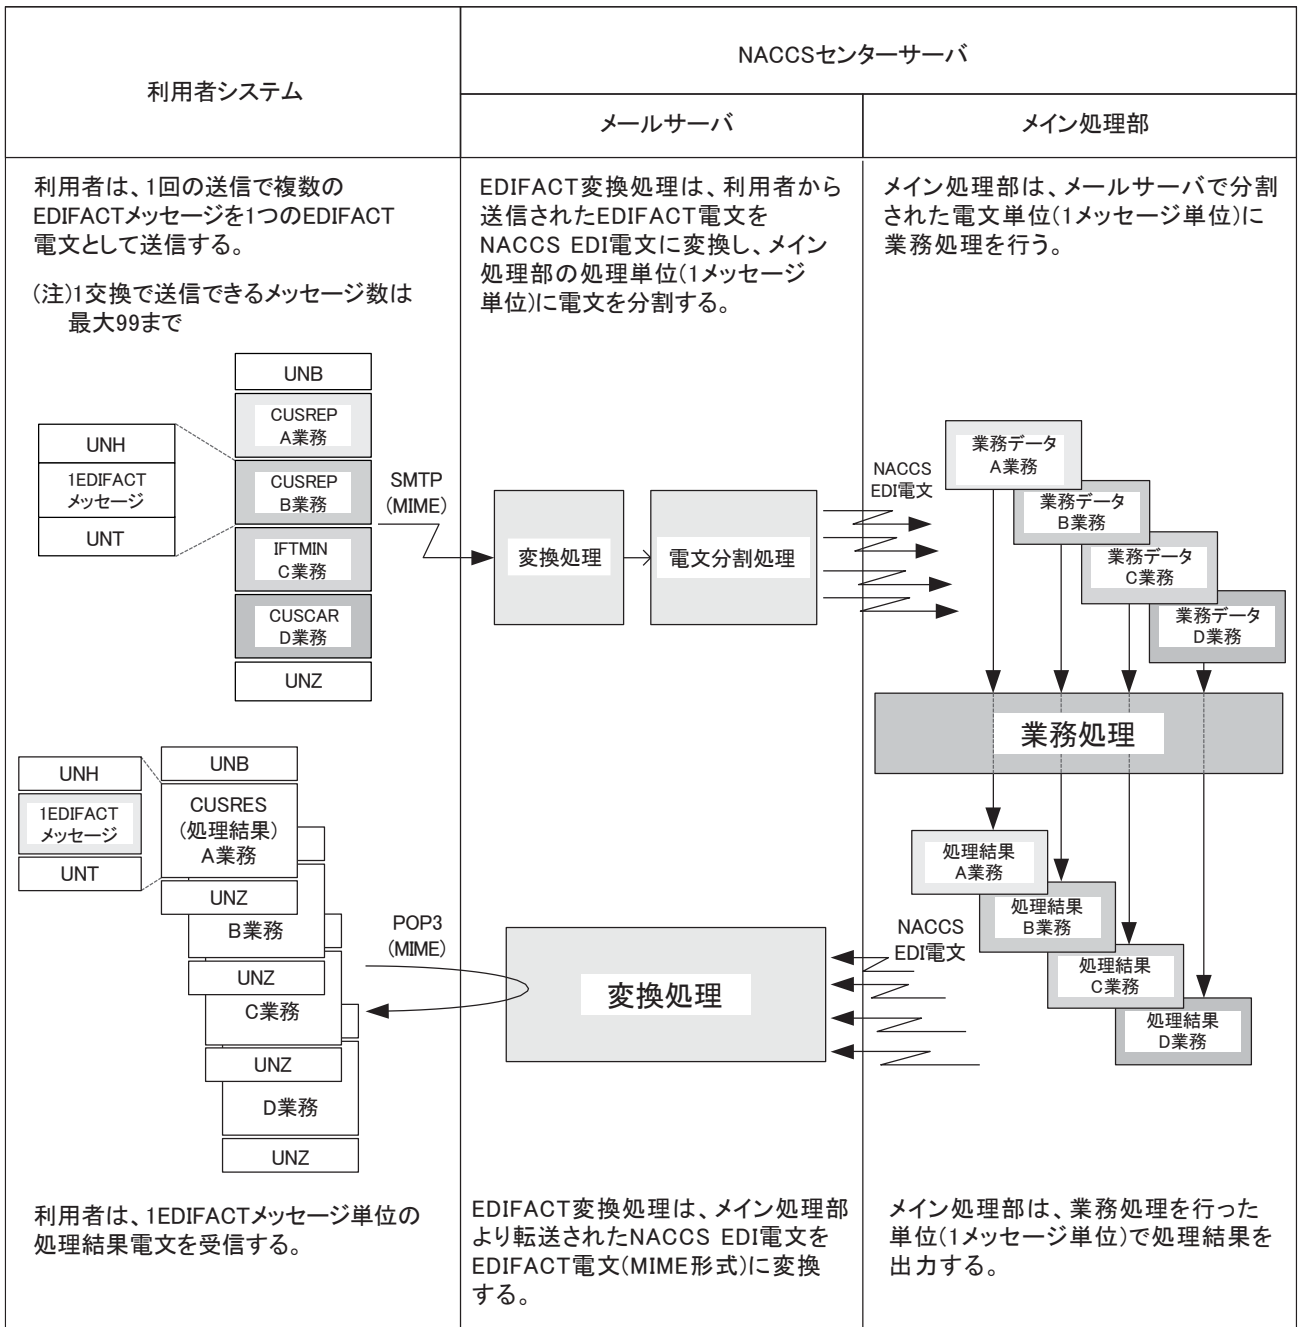 利用者システム
NACCSセンターサーバ
メールサーバ
メイン処理部
利用者は、1回の送信で複数の
EDIFACTメッセージを1つのEDIFACT
電文として送信する。
(注)1交換で送信できるメッセージ数は
最大99まで
EDIFACT変換処理は、利用者から
送信されたEDIFACT電文を
NACCS EDI電文に変換し、メイン
処理部の処理単位(1メッセージ
単位)に電文を分割する。
メイン処理部は、メールサーバで分割
された電文単位(1メッセージ単位)に
業務処理を行う。
UNH
1EDIFACT
メッセージ
UNT
UNB
CUSREP
A業務
CUSREP
B業務
IFTMIN
C業務
CUSCAR
D業務
UNZ
SMTP
(MIME)
変換処理
電文分割処理
NACCS
EDI電文
業務データ
A業務
業務データ
B業務
業務データ
C業務
業務データ
D業務
業務処理
UNH
1EDIFACT
メッセージ
UNT
UNB
CUSRES
(処理結果)
A業務
UNZ
B業務
UNZ
C業務
UNZ
D業務
UNZ
POP3
(MIME)
変換処理
NACCS
EDI電文
処理結果
A業務
処理結果
B業務
処理結果
C業務
処理結果
D業務
利用者は、1EDIFACTメッセージ単位の
処理結果電文を受信する。
EDIFACT変換処理は、メイン処理部
より転送されたNACCS EDI電文を
EDIFACT電文(MIME形式)に変換
する。
メイン処理部は、業務処理を行った
単位(1メッセージ単位)で処理結果を
出力する。